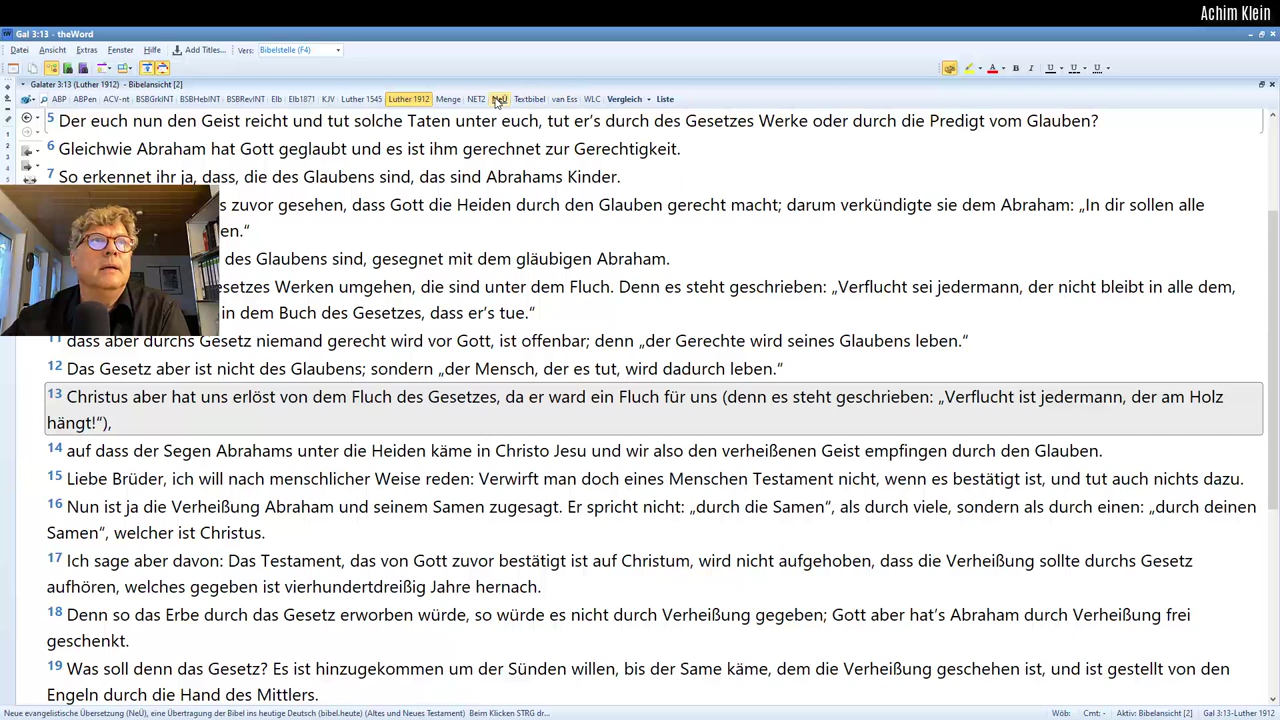 Achim Klein
Gal 3:13 - theWord
Datei Ansicht Extras Fenster Hilfe Add Titles... Vers: Bibelstelle (F4)
B I U U U
Galater 3:13 (Luther 1912) - Bibelansicht [2]
ABP ABPen ACV-nt BSBGrkINT BSBHebINT BSBRevINT Elb Elb1871 KJV Luther 1545 Luther 1912 Menge NET2 NeÜ Textbibel van Ess WLC Vergleich Liste
5 Der euch nun den Geist reicht und tut solche Taten unter euch, tut er’s durch des Gesetzes Werke oder durch die Predigt vom Glauben?
6 Gleichwie Abraham hat Gott geglaubt und es ist ihm gerechnet zur Gerechtigkeit.
7 So erkennet ihr ja, dass, die des Glaubens sind, das sind Abrahams Kinder.
s zuvor gesehen, dass Gott die Heiden durch den Glauben gerecht macht; darum verkündigte sie dem Abraham: „In dir sollen alle
en.“
des Glaubens sind, gesegnet mit dem gläubigen Abraham.
esetzes Werken umgehen, die sind unter dem Fluch. Denn es steht geschrieben: „Verflucht sei jedermann, der nicht bleibt in alle dem,
in dem Buch des Gesetzes, dass er’s tue.“
11 dass aber durchs Gesetz niemand gerecht wird vor Gott, ist offenbar; denn „der Gerechte wird seines Glaubens leben.“
12 Das Gesetz aber ist nicht des Glaubens; sondern „der Mensch, der es tut, wird dadurch leben.“
13 Christus aber hat uns erlöst von dem Fluch des Gesetzes, da er ward ein Fluch für uns (denn es steht geschrieben: „Verflucht ist jedermann, der am Holz
hängt!“),
14 auf dass der Segen Abrahams unter die Heiden käme in Christo Jesu und wir also den verheißenen Geist empfingen durch den Glauben.
15 Liebe Brüder, ich will nach menschlicher Weise reden: Verwirft man doch eines Menschen Testament nicht, wenn es bestätigt ist, und tut auch nichts dazu.
16 Nun ist ja die Verheißung Abraham und seinem Samen zugesagt. Er spricht nicht: „durch die Samen“, als durch viele, sondern als durch einen: „durch deinen
Samen“, welcher ist Christus.
17 Ich sage aber davon: Das Testament, das von Gott zuvor bestätigt ist auf Christum, wird nicht aufgehoben, dass die Verheißung sollte durchs Gesetz
aufhören, welches gegeben ist vierhundertdreißig Jahre hernach.
18 Denn so das Erbe durch das Gesetz erworben würde, so würde es nicht durch Verheißung gegeben; Gott aber hat’s Abraham durch Verheißung frei
geschenkt.
19 Was soll denn das Gesetz? Es ist hinzugekommen um der Sünden willen, bis der Same käme, dem die Verheißung geschehen ist, und ist gestellt von den
Engeln durch die Hand des Mittlers.
Neue evangelistische Übersetzung (NeÜ), eine Übertragung der Bibel ins heutige Deutsch (bibel.heute) (Altes und Neues Testament) Beim Klicken STRG dr... Wöb: Cmt: - Aktiv: Bibelansicht [2] Gal 3:13-Luther 1912